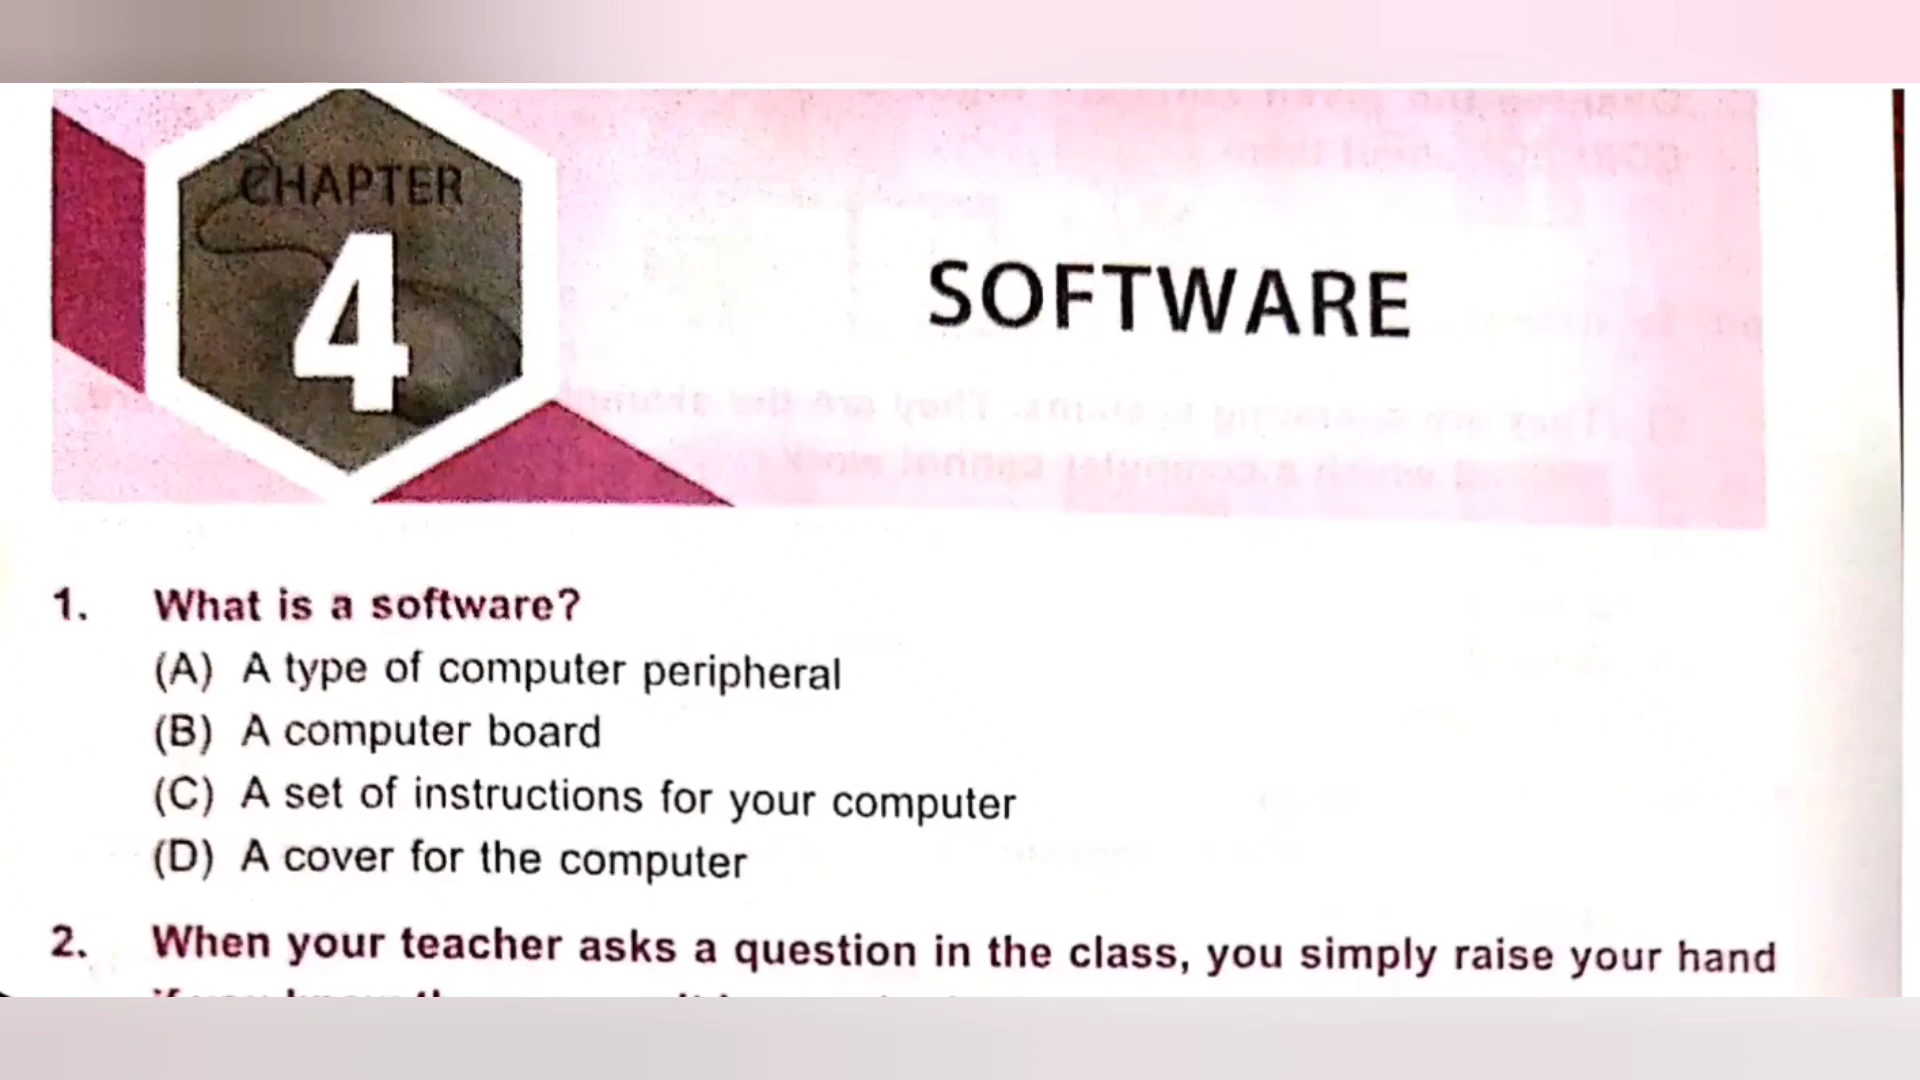 CHAPTER
4
SOFTWARE
1. What is a software?
(A) A type of computer peripheral
(B) A computer board
(C) A set of instructions for your computer
(D) A cover for the computer
2. When your teacher asks a question in the class, you simply raise your hand